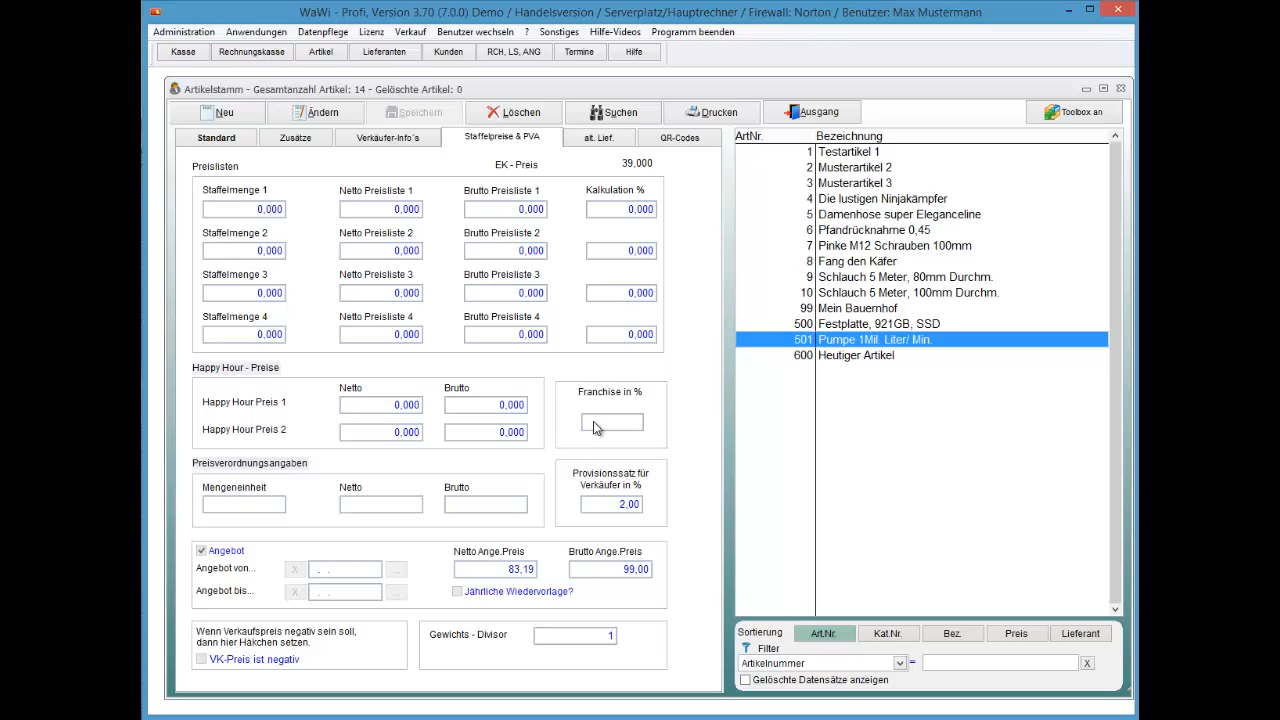 WaWi - Profi, Version 3.70 (7.0.0) Demo / Handelsversion / Serverplatz/Hauptrechner / Firewall: Norton / Benutzer: Max Mustermann
Administration Anwendungen Datenpflege Lizenz Verkauf Benutzer wechseln ? Sonstiges Hilfe-Videos Programm beenden
Kasse Rechnungskasse Artikel Lieferanten Kunden RCH, LS, ANG Termine Hilfe
Artikelstamm - Gesamtanzahl Artikel: 14 - Gelöschte Artikel: 0
Neu Ändern Speichern Löschen Suchen Drucken Ausgang Toolbox an
Standard Zusätze Verkäufer-Info´s Staffelpreise & PVA alt. Lief. QR-Codes
Preislisten EK - Preis 39,000
Staffelmenge 1 Netto Preisliste 1 Brutto Preisliste 1 Kalkulation %
0,000 0,000 0,000 0,000
Staffelmenge 2 Netto Preisliste 2 Brutto Preisliste 2
0,000 0,000 0,000 0,000
Staffelmenge 3 Netto Preisliste 3 Brutto Preisliste 3
0,000 0,000 0,000 0,000
Staffelmenge 4 Netto Preisliste 4 Brutto Preisliste 4
0,000 0,000 0,000 0,000
Happy Hour - Preise
Netto Brutto
Happy Hour Preis 1 0,000 0,000
Happy Hour Preis 2 0,000 0,000
Franchise in %
Preisverordnungsangaben
Mengeneinheit Netto Brutto
Provisionssatz für
Verkäufer in %
2,00
Angebot
Angebot von... X . . ...
Angebot bis... X . . ...
Netto Ange.Preis Brutto Ange.Preis
83,19 99,00
Jährliche Wiedervorlage?
Wenn Verkaufspreis negativ sein soll,
dann hier Häkchen setzen.
VK-Preis ist negativ
Gewichts - Divisor 1
ArtNr. Bezeichnung
1 Testartikel 1
2 Musterartikel 2
3 Musterartikel 3
4 Die lustigen Ninjakämpfer
5 Damenhose super Eleganceline
6 Pfandrücknahme 0,45
7 Pinke M12 Schrauben 100mm
8 Fang den Käfer
9 Schlauch 5 Meter, 80mm Durchm.
10 Schlauch 5 Meter, 100mm Durchm.
99 Mein Bauernhof
500 Festplatte, 921GB, SSD
501 Pumpe 1Mil. Liter/ Min.
600 Heutiger Artikel
Sortierung Art.Nr. Kat.Nr. Bez. Preis Lieferant
Filter
Artikelnummer = X
Gelöschte Datensätze anzeigen